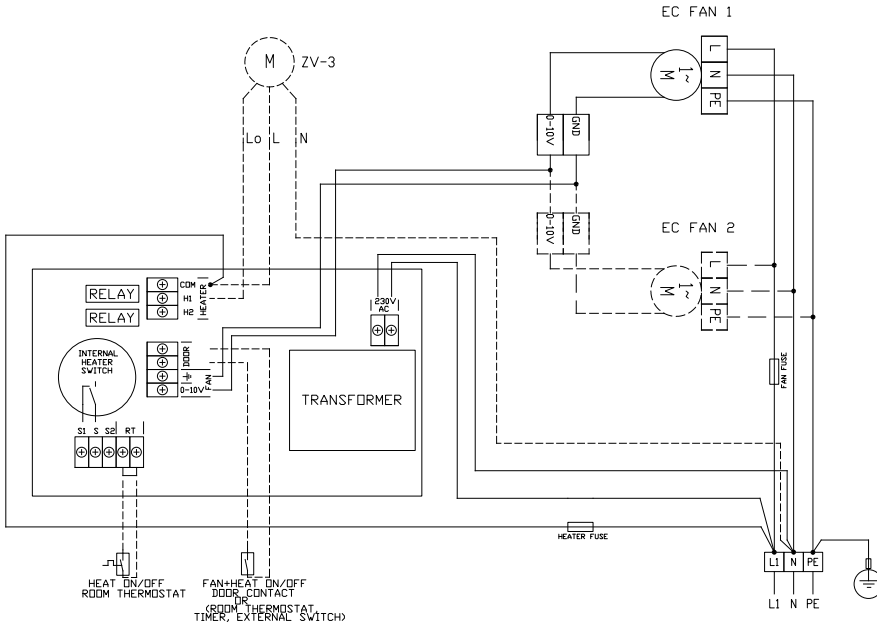 EC FAN 1
L
N
PE
1~
M
M
ZV-3
Lo
L
N
0-10V
GND
0-10V
GND
EC FAN 2
L
N
PE
1~
M
RELAY
RELAY
COM
H1
H2
HEATER
230V
AC
INTERNAL
HEATER
SWITCH
DOOR
0-10V
FAN
TRANSFORMER
FAN FUSE
S1 S S2 RT
HEATER FUSE
HEAT ON/OFF
ROOM THERMOSTAT
FAN+HEAT ON/OFF
DOOR CONTACT
OR
(ROOM THERMOSTAT,
TIMER, EXTERNAL SWITCH)
L1 N PE
L1 N PE